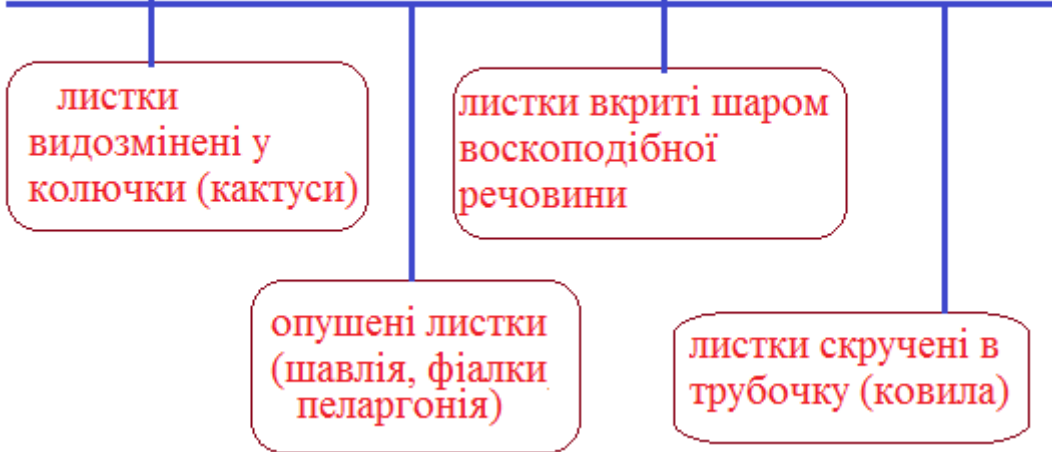 листки
видозмінені у
колючки (кактуси)
листки вкриті шаром
воскоподібної
речовини
опушені листки
(шавлія, фіалки
пеларгонія)
листки скручені в
трубочку (ковила)